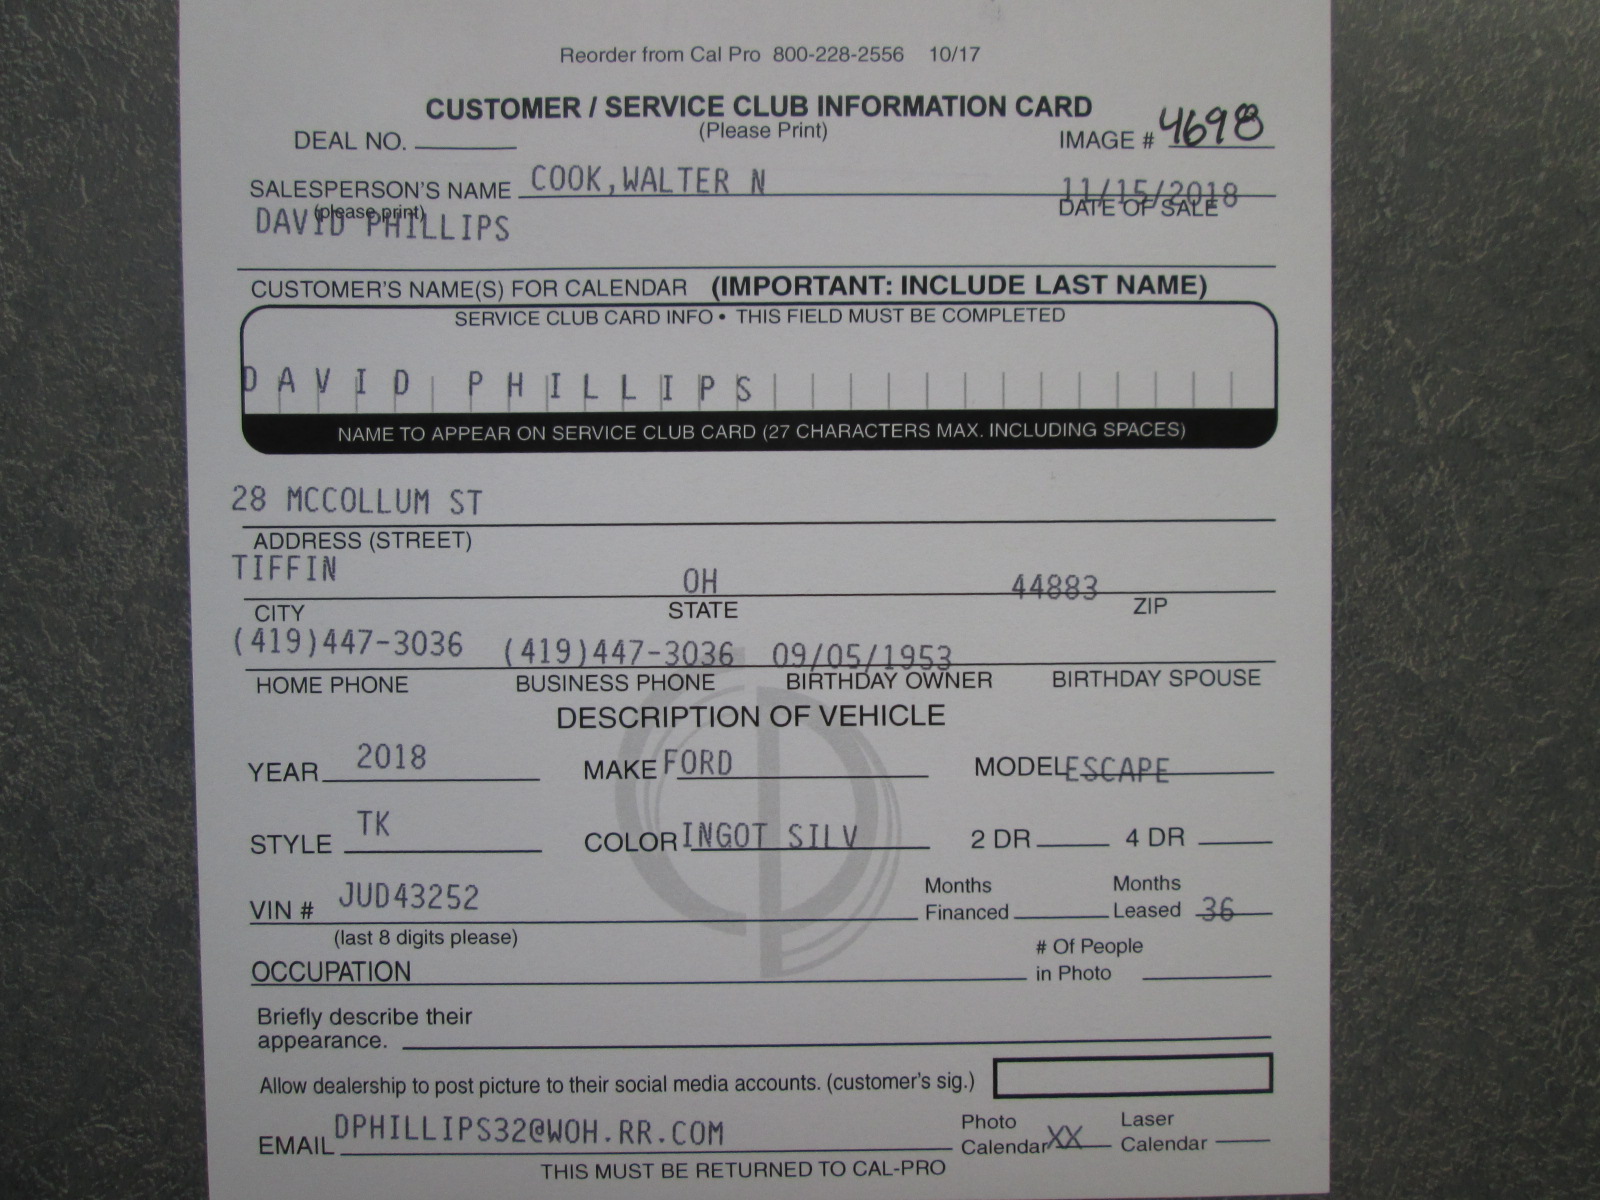 Reorder from Cal Pro 800-228-2556 10/17
CUSTOMER / SERVICE CLUB INFORMATION CARD
(Please Print)
DEAL NO. IMAGE # 4698
SALESPERSON'S NAME COOK,WALTER N 11/15/2018
(please print) DATE OF SALE
DAVID PHILLIPS
CUSTOMER'S NAME(S) FOR CALENDAR (IMPORTANT: INCLUDE LAST NAME)
SERVICE CLUB CARD INFO • THIS FIELD MUST BE COMPLETED
DAVID PHILLIPS
NAME TO APPEAR ON SERVICE CLUB CARD (27 CHARACTERS MAX. INCLUDING SPACES)
28 MCCOLLUM ST
ADDRESS (STREET)
TIFFIN OH 44883
CITY STATE ZIP
(419)447-3036 (419)447-3036 09/05/1953
HOME PHONE BUSINESS PHONE BIRTHDAY OWNER BIRTHDAY SPOUSE
DESCRIPTION OF VEHICLE
YEAR 2018 MAKE FORD MODEL ESCAPE
STYLE TK COLOR INGOT SILV 2 DR 4 DR
VIN # JUD43252 Months Financed Months Leased 36
(last 8 digits please)
OCCUPATION # Of People in Photo
Briefly describe their
appearance.
Allow dealership to post picture to their social media accounts. (customer's sig.)
EMAIL DPHILLIPS32@WOH.RR.COM Photo Calendar XX Laser Calendar
THIS MUST BE RETURNED TO CAL-PRO